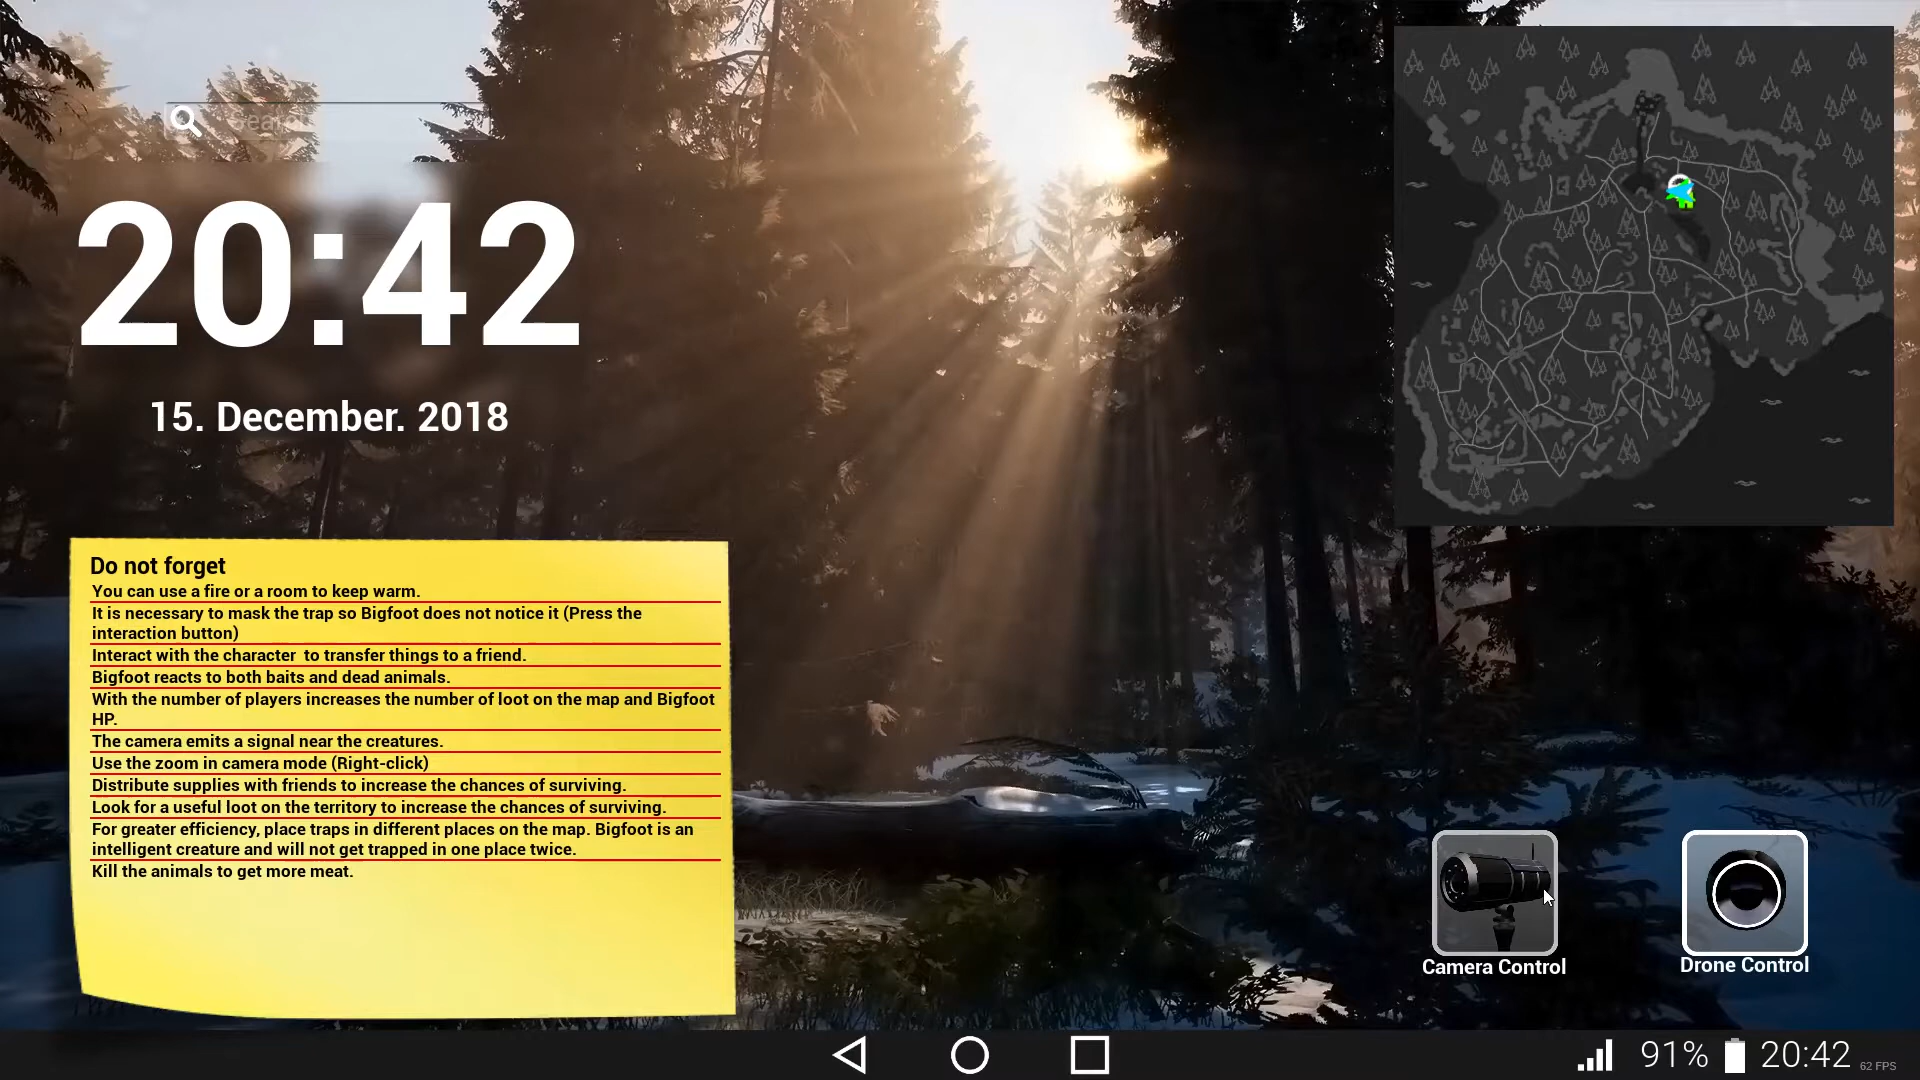 Search
20:42
15. December. 2018
Do not forget
You can use a fire or a room to keep warm.
It is necessary to mask the trap so Bigfoot does not notice it (Press the
interaction button)
Interact with the character  to transfer things to a friend.
Bigfoot reacts to both baits and dead animals.
With the number of players increases the number of loot on the map and Bigfoot
HP.
The camera emits a signal near the creatures.
Use the zoom in camera mode (Right-click)
Distribute supplies with friends to increase the chances of surviving.
Look for a useful loot on the territory to increase the chances of surviving.
For greater efficiency, place traps in different places on the map. Bigfoot is an
intelligent creature and will not get trapped in one place twice.
Kill the animals to get more meat.
Camera Control
Drone Control
91% 20:42 62 FPS